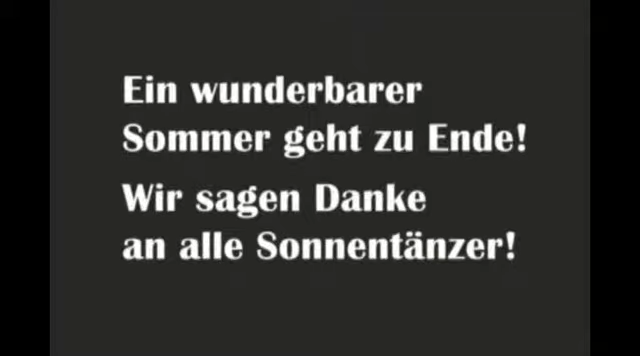 Ein wunderbarer
Sommer geht zu Ende!
Wir sagen Danke
an alle Sonnentänzer!